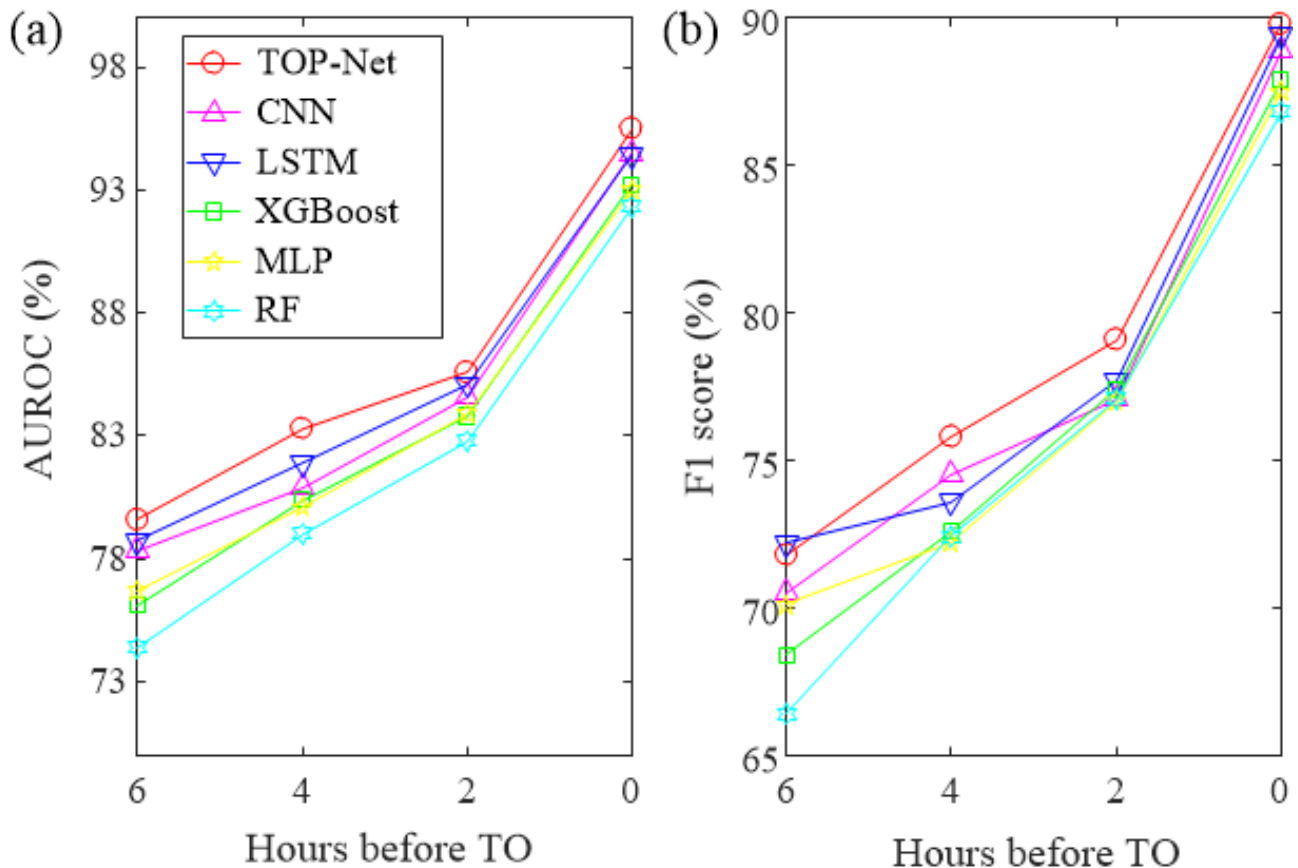 (a)
TOP-Net
CNN
LSTM
XGBoost
MLP
RF
AUROC (%)
98
93
88
83
78
73
6 4 2 0
Hours before TO
(b)
F1 score (%)
90
85
80
75
70
65
6 4 2 0
Hours before TO